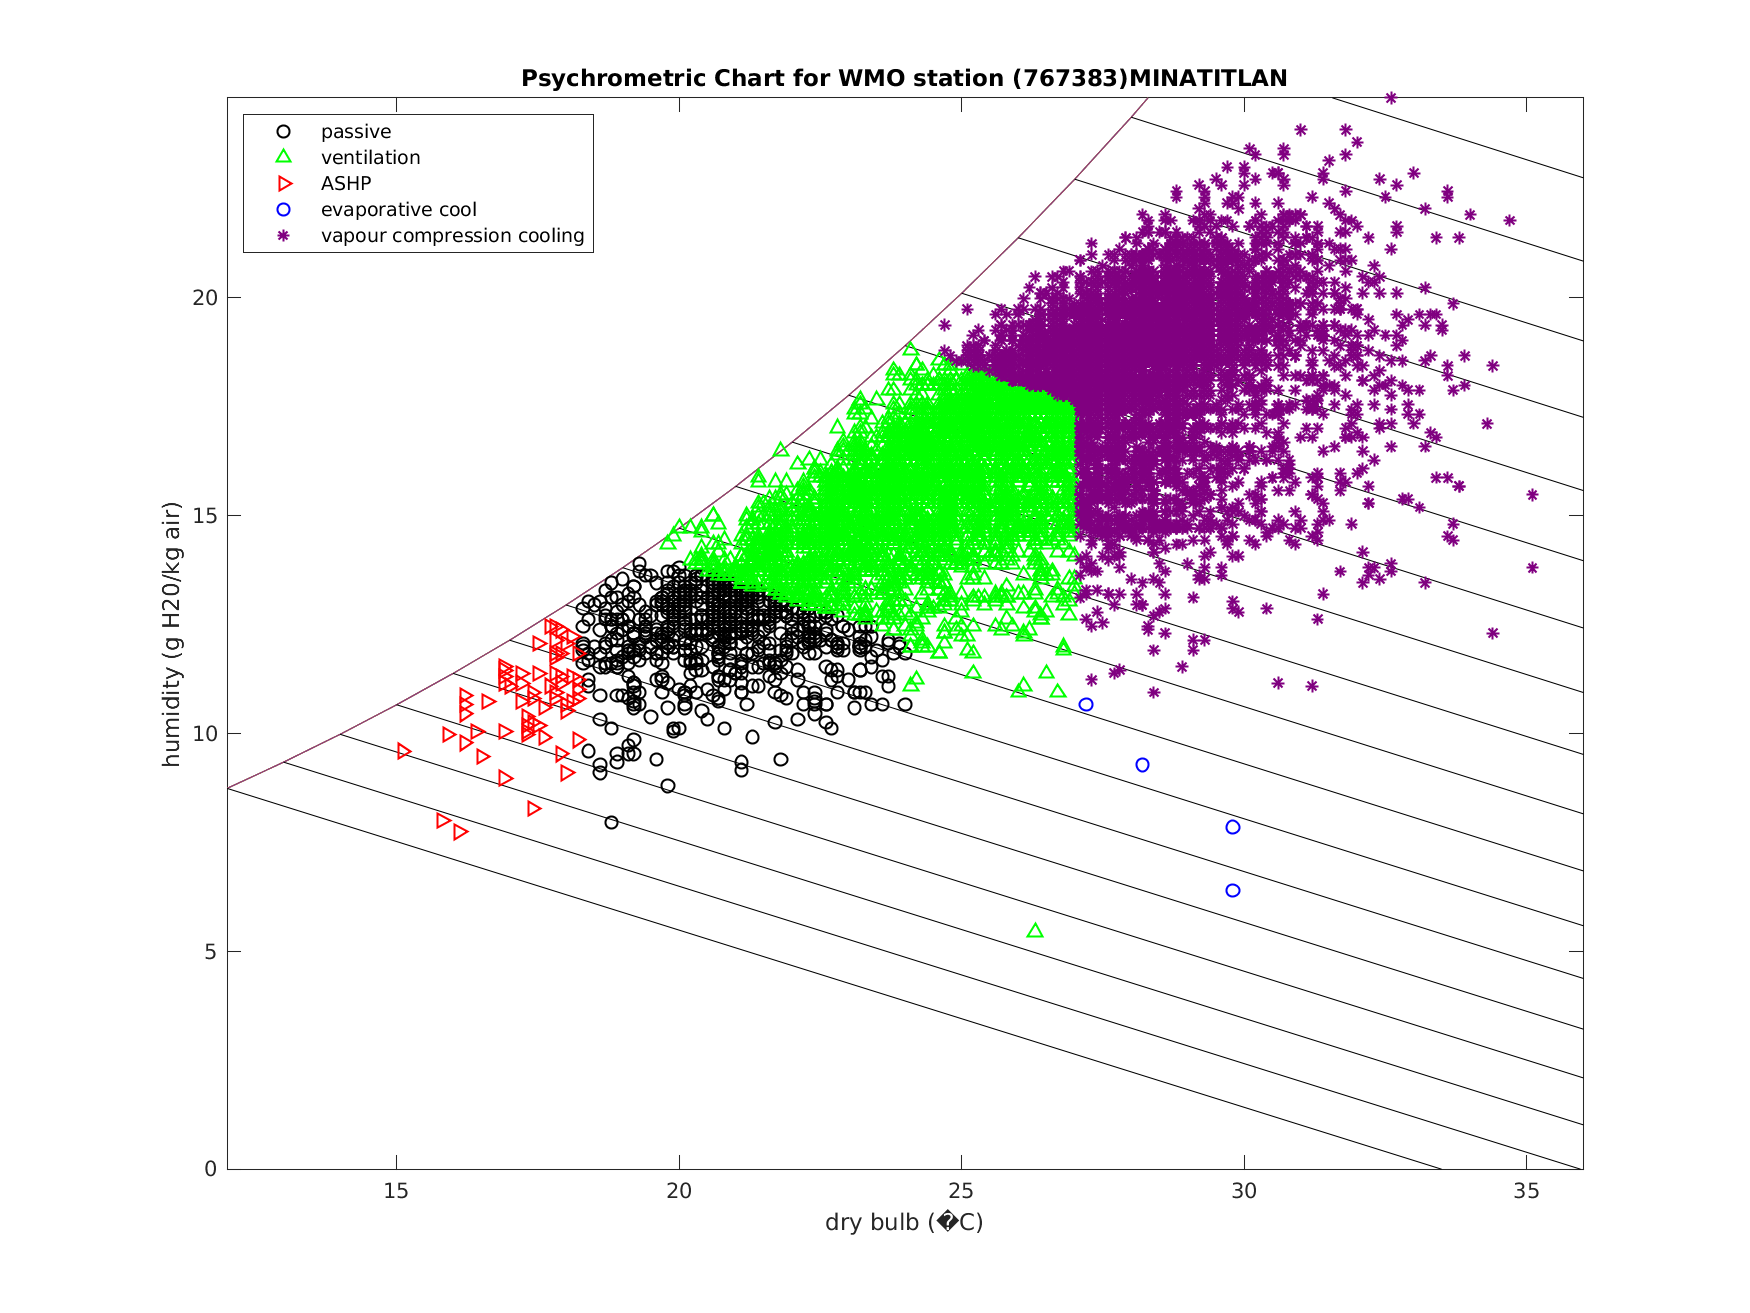 Psychrometric Chart for WMO station (767383)MINATITLAN
passive
ventilation
ASHP
evaporative cool
vapour compression cooling
humidity (g H20/kg air)
20
15
10
5
0
15
20
25
30
35
dry bulb (�C)